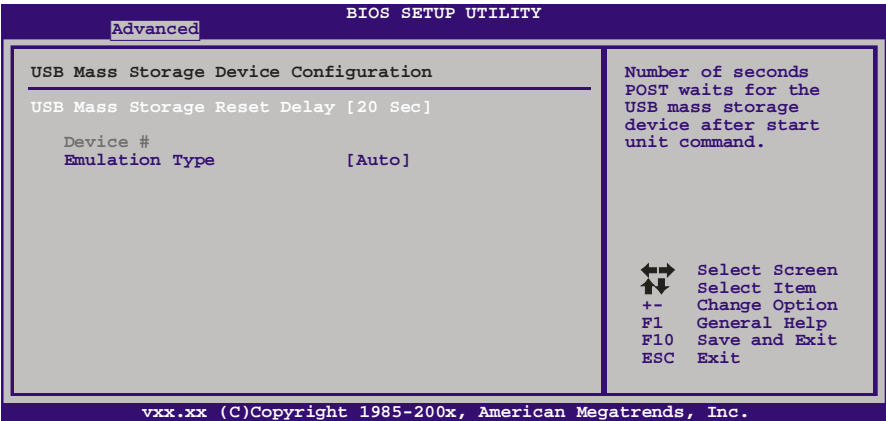 BIOS SETUP UTILITY
Advanced
USB Mass Storage Device Configuration
USB Mass Storage Reset Delay [20 Sec]
Device #
Emulation Type [Auto]
Number of seconds
POST waits for the
USB mass storage
device after start
unit command.
Select Screen
Select Item
+- Change Option
F1 General Help
F10 Save and Exit
ESC Exit
vxx.xx (C)Copyright 1985-200x, American Megatrends, Inc.